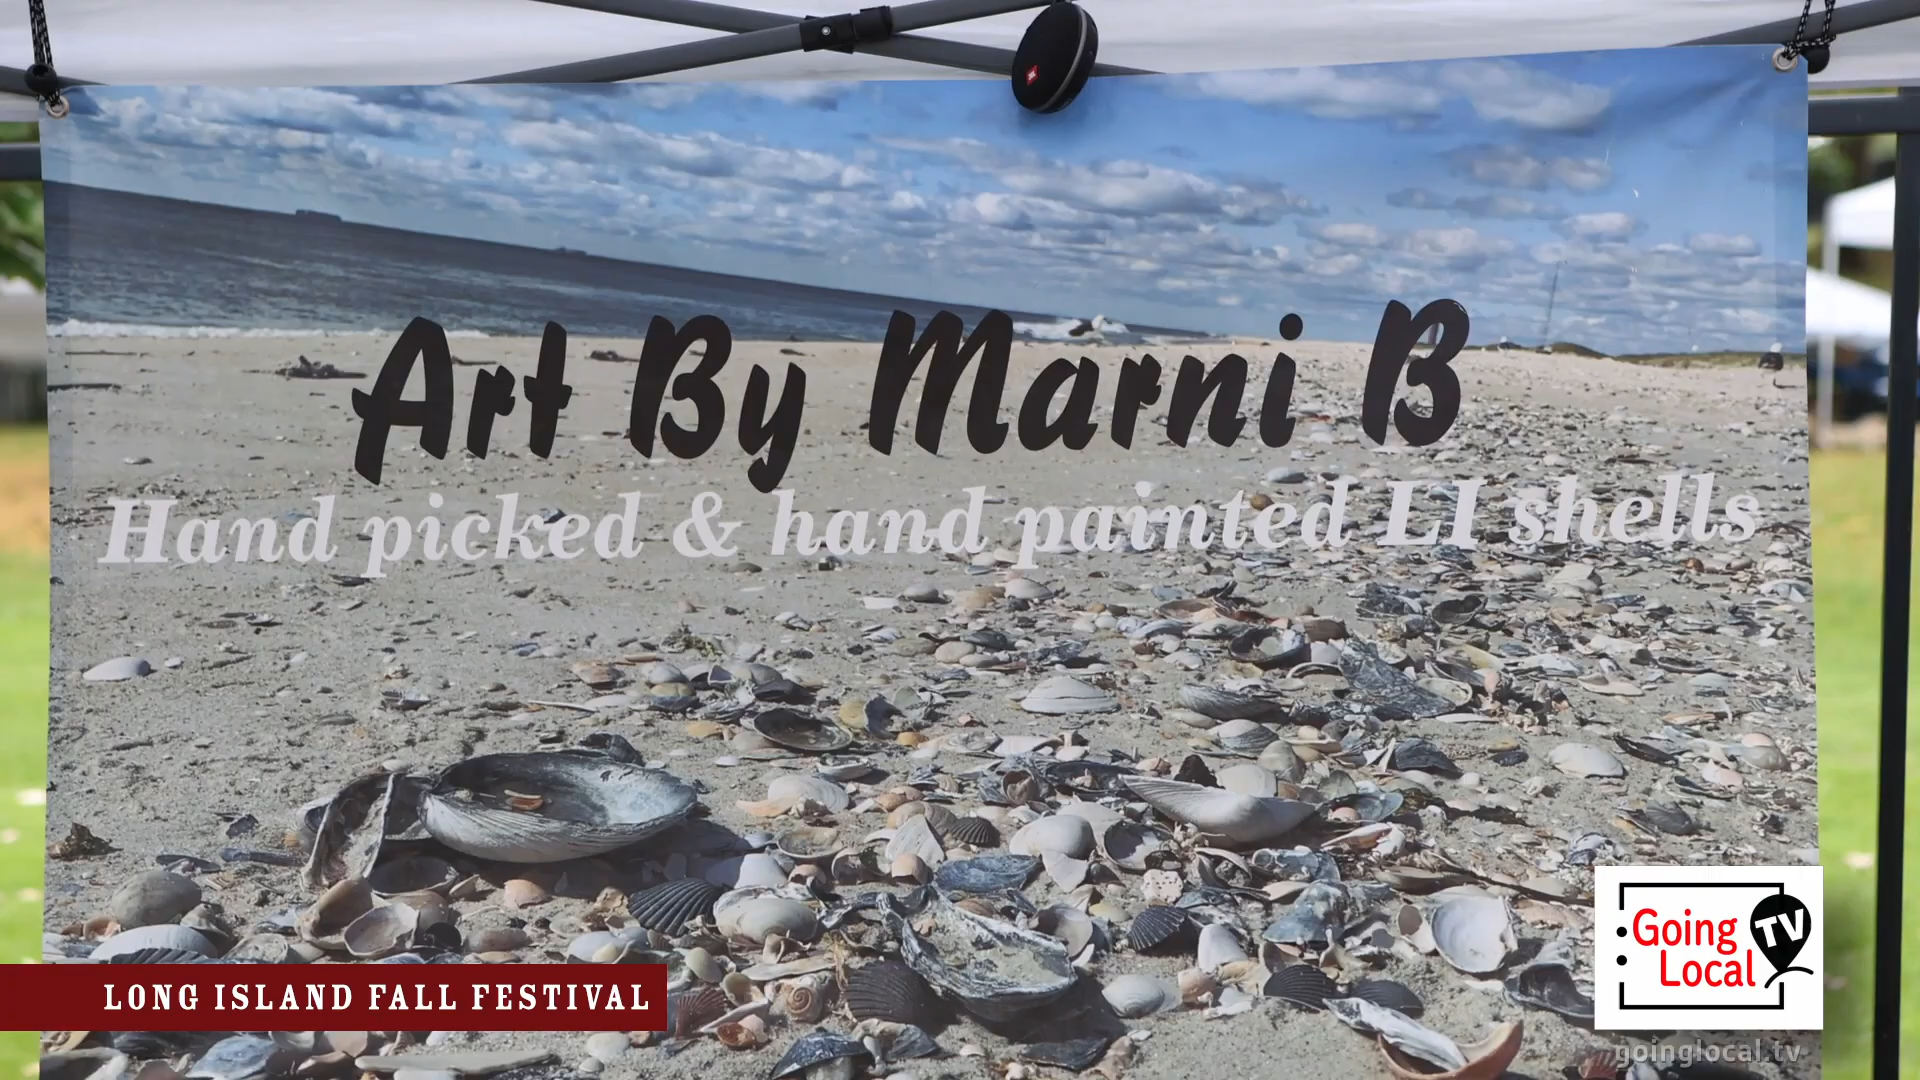 Art By Marni B
Hand picked & hand painted LI shells
LONG ISLAND FALL FESTIVAL
Going
Local
TV
goinglocal.tv